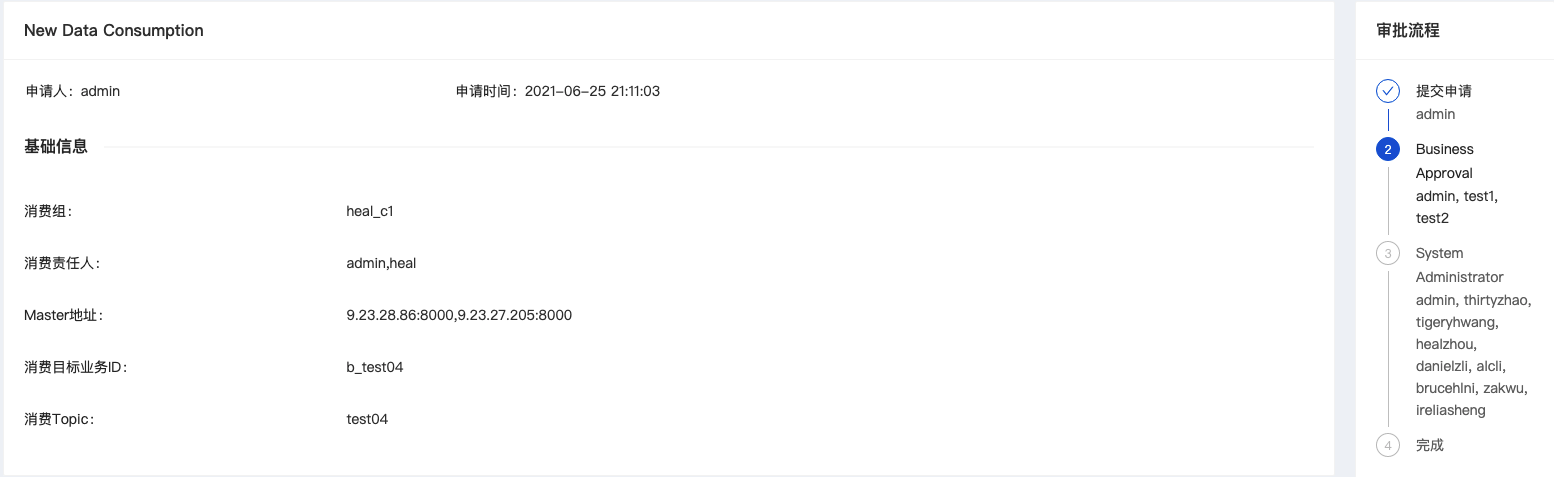 New Data Consumption
申请人：admin 申请时间：2021-06-25 21:11:03
基础信息
消费组： heal_c1
消费责任人： admin,heal
Master地址： 9.23.28.86:8000,9.23.27.205:8000
消费目标业务ID： b_test04
消费Topic： test04
审批流程
提交申请
admin
2 Business
Approval
admin, test1,
test2
3 System
Administrator
admin, thirtyzhao,
tigeryhwang,
healzhou,
danielzli, alcli,
brucehlni, zakwu,
ireliasheng
4 完成